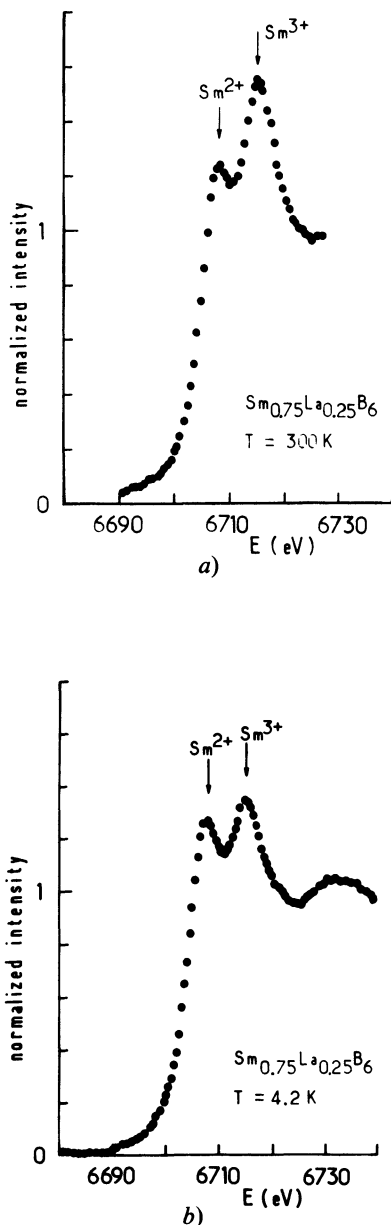 Sm3+
Sm2+
1
normalized intensity
Sm0.75La0.25B6
T = 300 K
0
6690 6710 6730
E (eV)
a)
Sm2+ Sm3+
1
normalized intensity
Sm0.75La0.25B6
T = 4.2 K
0
6690 6710 6730
E (eV)
b)